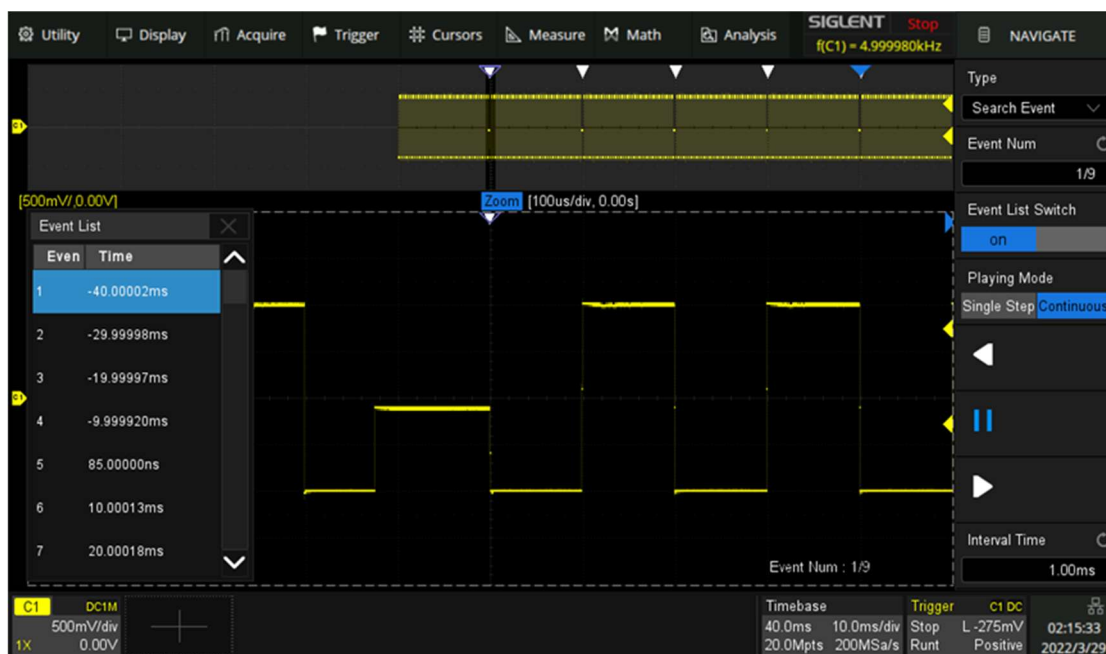 Utility Display Acquire Trigger Cursors Measure Math Analysis SIGLENT Stop
f(C1) = 4.999980kHz
NAVIGATE
Type
Search Event
Event Num
1/9
Event List Switch
on
Playing Mode
Single Step Continuous
Interval Time
1.00ms
C1
[500mV/,0.00V]
Zoom [100us/div, 0.00s]
Event List
Even Time
1 -40.00002ms
2 -29.99998ms
3 -19.99997ms
4 -9.999920ms
5 85.00000ns
6 10.00013ms
7 20.00018ms
C1
Event Num : 1/9
C1 DC1M
500mV/div
1X 0.00V
Timebase
40.0ms 10.0ms/div
20.0Mpts 200MSa/s
Trigger C1 DC
Stop L -275mV
Runt Positive
02:15:33
2022/3/29